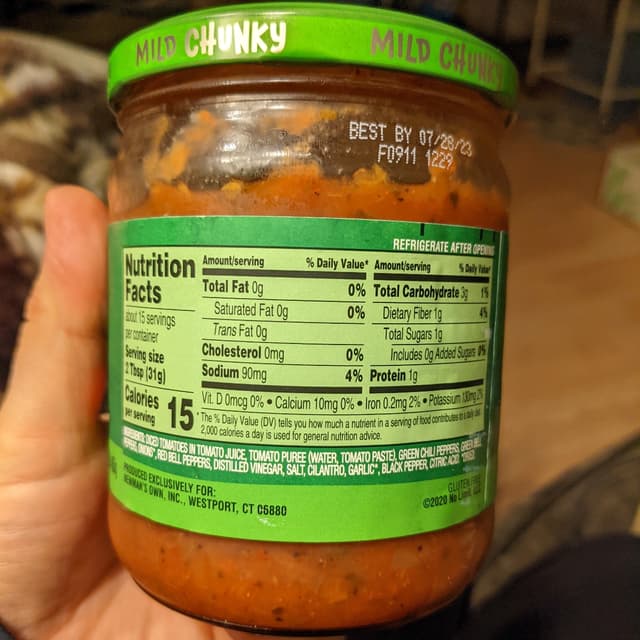 MILD CHUNKY MILD CHUNKY
BEST BY 07/28/23
F0911 1229
REFRIGERATE AFTER OPENING
Nutrition
Facts
about 15 servings
per container
Serving size
2 Tbsp (31g)
Calories
per serving 15
Amount/serving % Daily Value*
Total Fat 0g 0%
Saturated Fat 0g 0%
Trans Fat 0g
Cholesterol 0mg 0%
Sodium 90mg 4%
Amount/serving % Daily Value*
Total Carbohydrate 3g 1%
Dietary Fiber 1g 4%
Total Sugars 1g
Includes 0g Added Sugars 0%
Protein 1g
Vit. D 0mcg 0% • Calcium 10mg 0% • Iron 0.2mg 2% • Potassium 130mg 2%
*The % Daily Value (DV) tells you how much a nutrient in a serving of food contributes to a daily diet.
2,000 calories a day is used for general nutrition advice.
INGREDIENTS: DICED TOMATOES IN TOMATO JUICE, TOMATO PUREE (WATER, TOMATO PASTE), GREEN CHILI PEPPERS, GREEN BELL
PEPPERS, ONIONS*, RED BELL PEPPERS, DISTILLED VINEGAR, SALT, CILANTRO, GARLIC*, BLACK PEPPER, CITRIC ACID. *DRIED
PRODUCED EXCLUSIVELY FOR:
NEWMAN'S OWN, INC., WESTPORT, CT 06880
GLUTEN FREE
©2020 No Limit, LLC